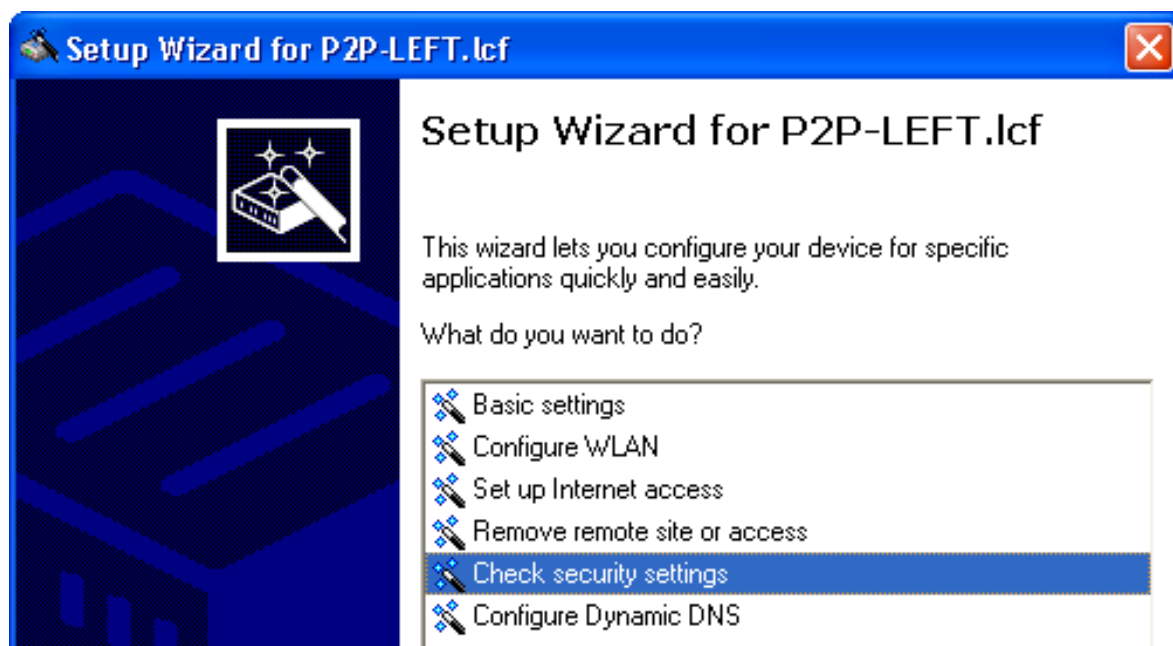 Setup Wizard for P2P-LEFT.lcf
Setup Wizard for P2P-LEFT.lcf
This wizard lets you configure your device for specific
applications quickly and easily.
What do you want to do?
Basic settings
Configure WLAN
Set up Internet access
Remove remote site or access
Check security settings
Configure Dynamic DNS